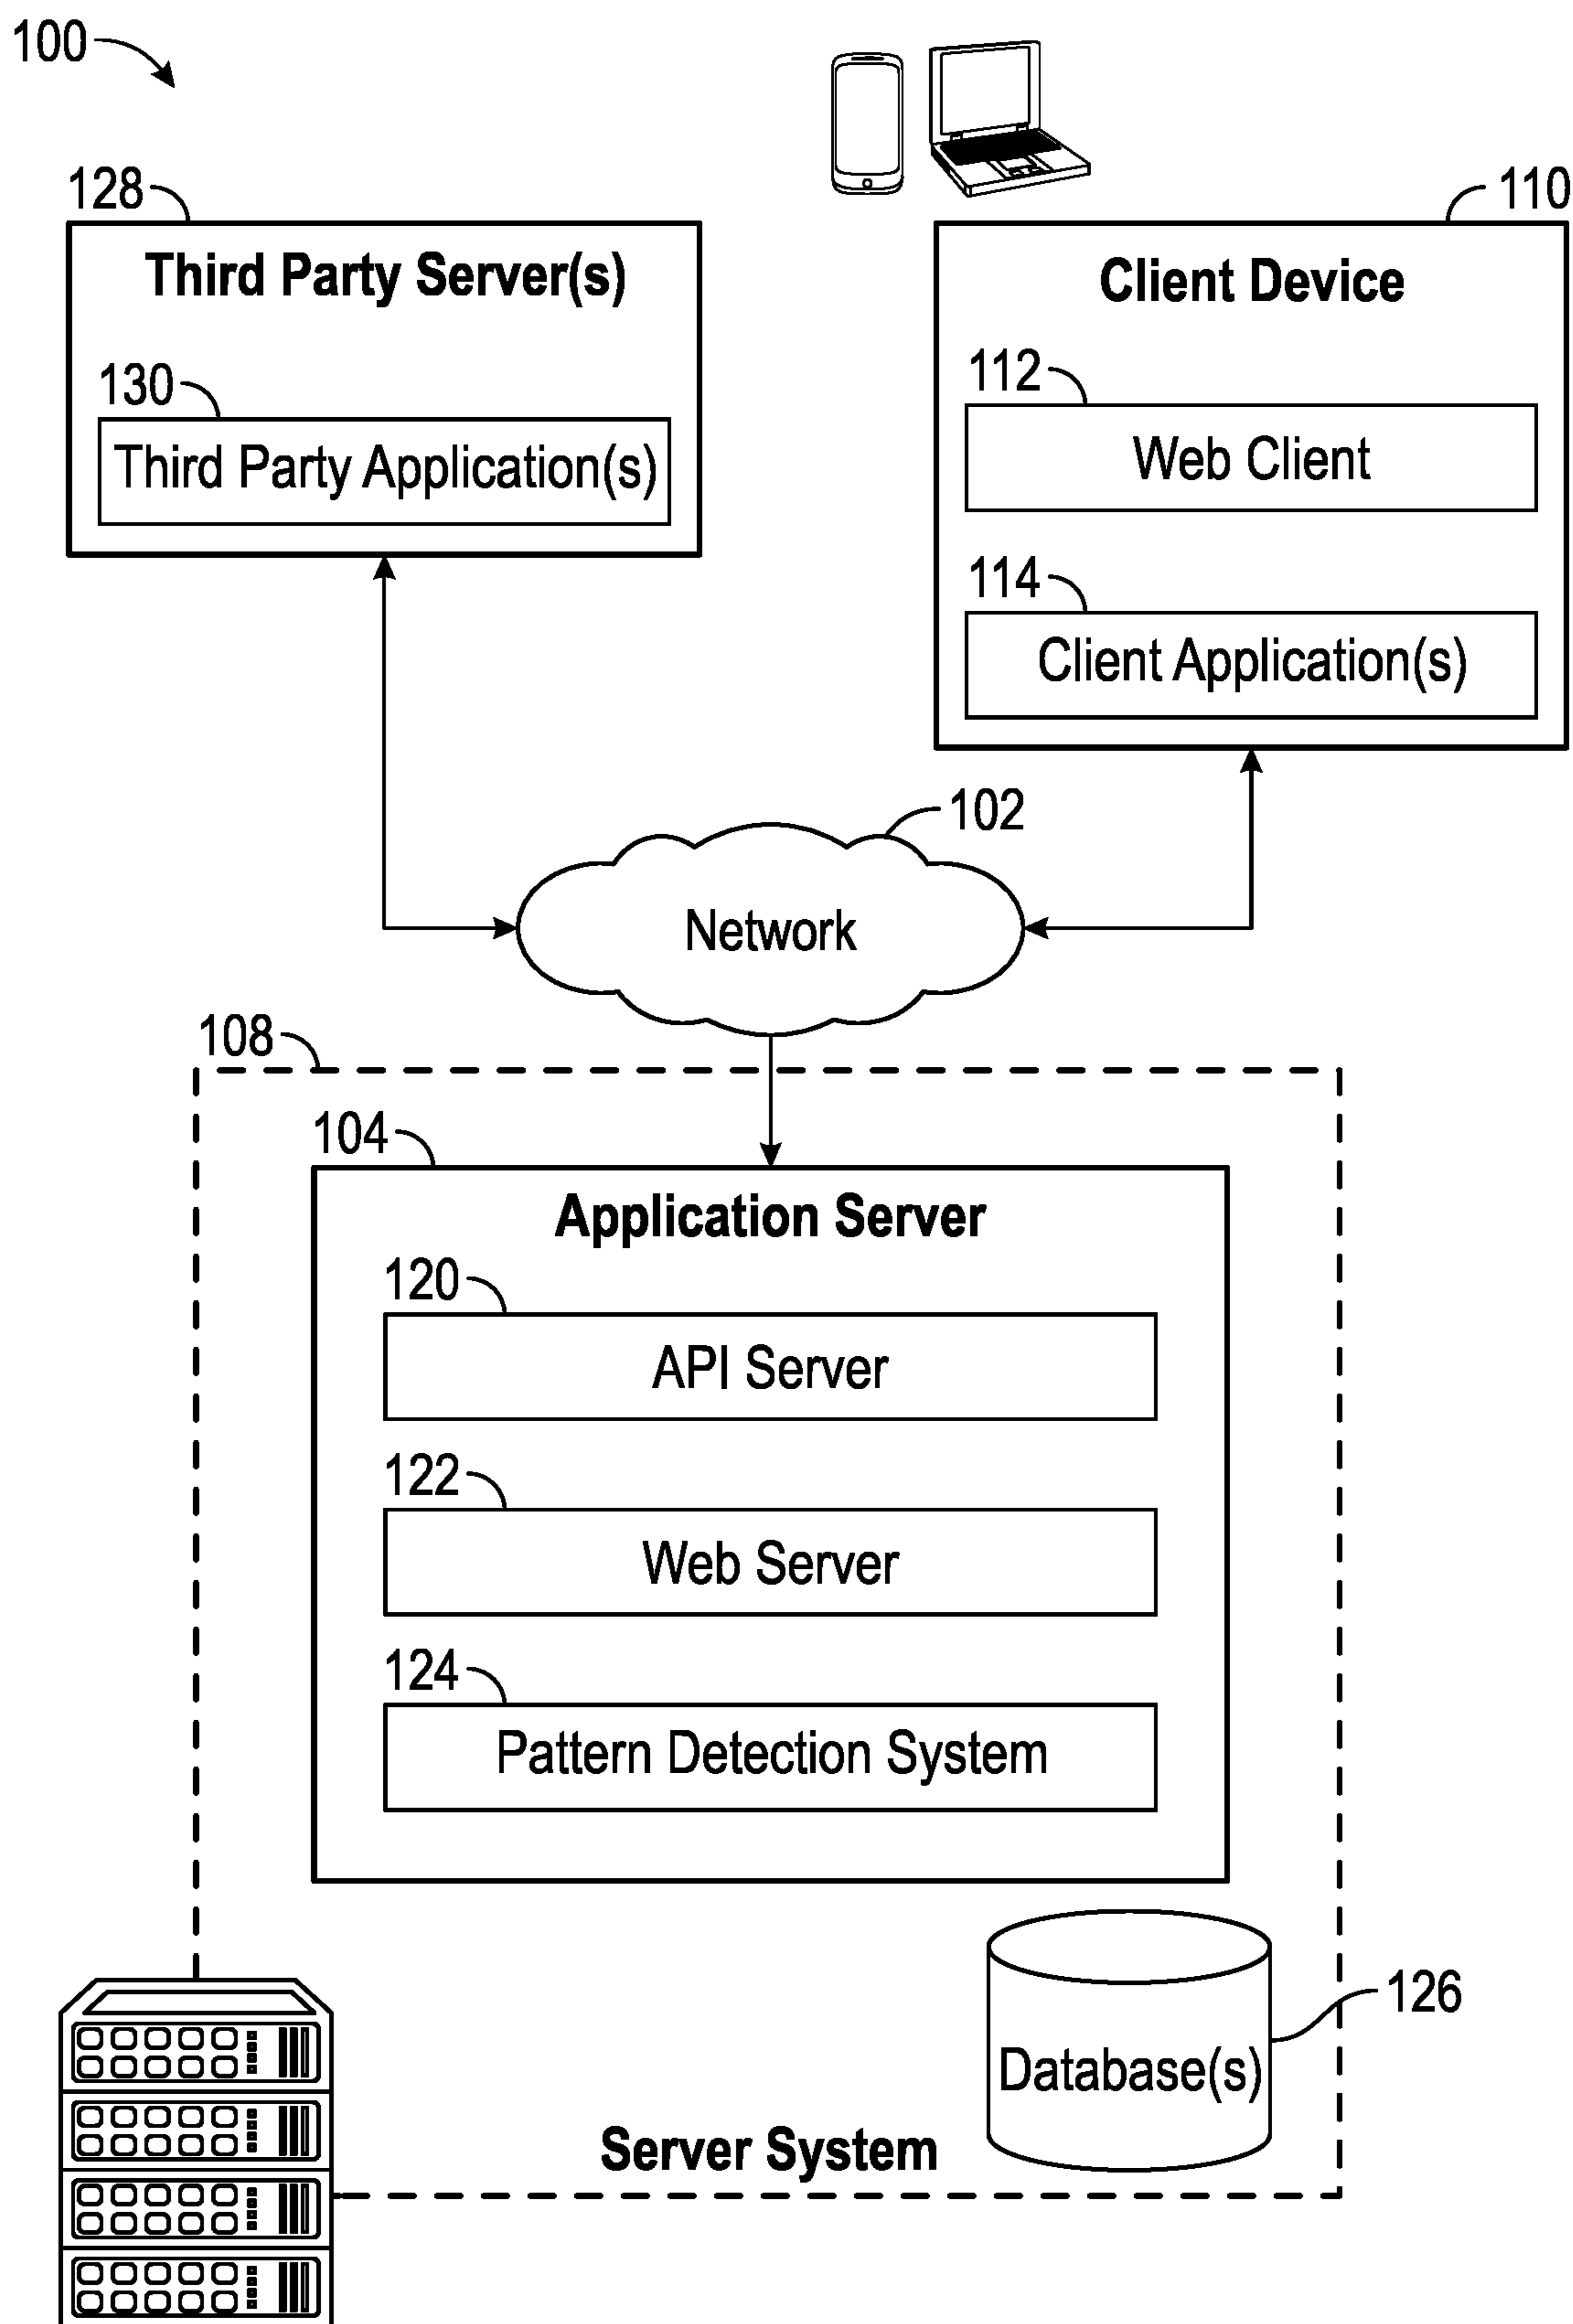 100
128
Third Party Server(s)
130
Third Party Application(s)
110
Client Device
112
Web Client
114
Client Application(s)
102
Network
108
104
Application Server
120
API Server
122
Web Server
124
Pattern Detection System
126
Database(s)
Server System